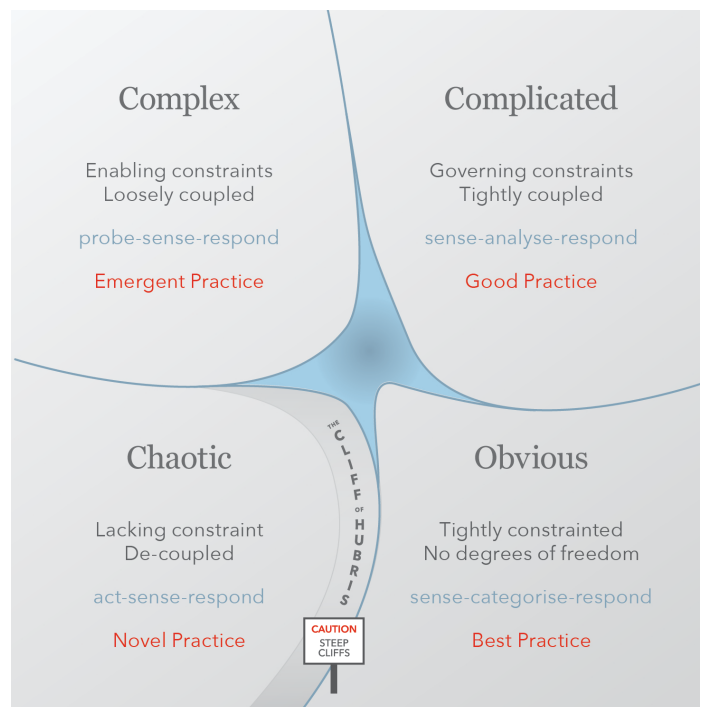 Complex
Enabling constraints
Loosely coupled
probe-sense-respond
Emergent Practice
Complicated
Governing constraints
Tightly coupled
sense-analyse-respond
Good Practice
Chaotic
Lacking constraint
De-coupled
act-sense-respond
Novel Practice
THE CLIFF OF HUBRIS
CAUTION
STEEP
CLIFFS
Obvious
Tightly constrainted
No degrees of freedom
sense-categorise-respond
Best Practice